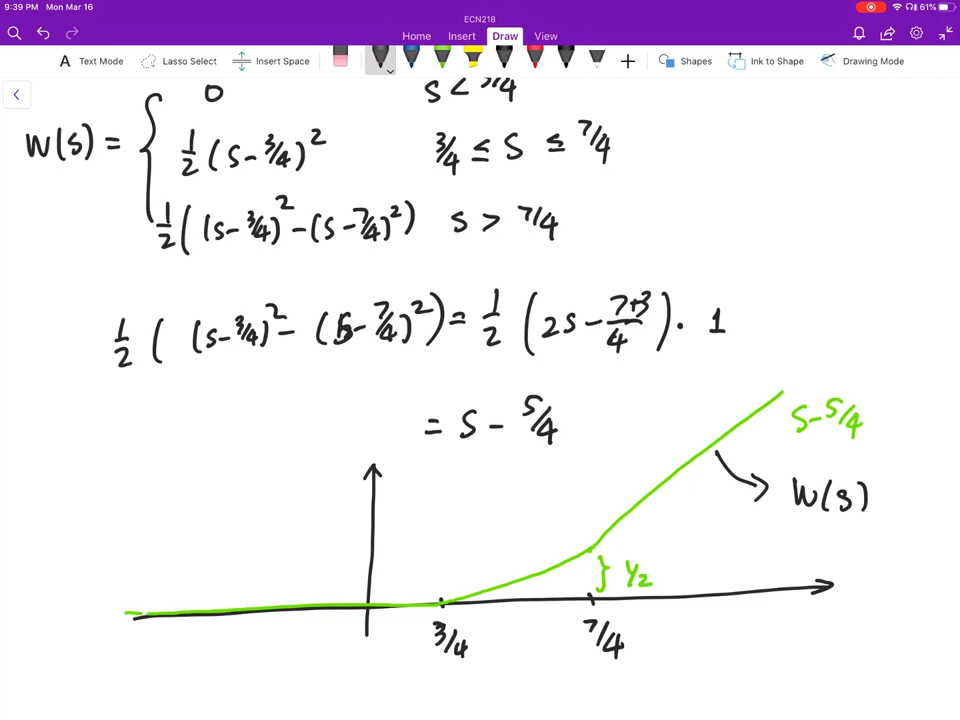 9:39 PM Mon Mar 16 61%
ECN218
Home Insert Draw View
Text Mode Lasso Select Insert Space Shapes Ink to Shape Drawing Mode
0 s < 3/4
W(s) = { 1/2 (s - 3/4)^2 3/4 ≤ s ≤ 7/4
1/2 ( (s - 3/4)^2 - (s - 7/4)^2 ) s > 7/4
1/2 ( (s - 3/4)^2 - (s - 7/4)^2 ) = 1/2 ( 2s - (7+3)/4 ) · 1
= s - 5/4
s - 5/4
W(s)
} 1/2
3/4 7/4